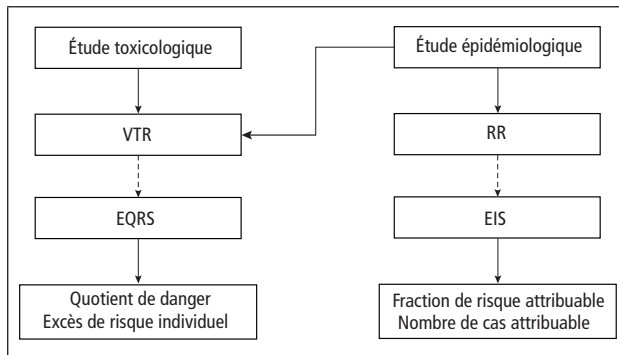 Étude toxicologique
Étude épidémiologique
VTR
RR
EQRS
EIS
Quotient de danger
Excès de risque individuel
Fraction de risque attribuable
Nombre de cas attribuable